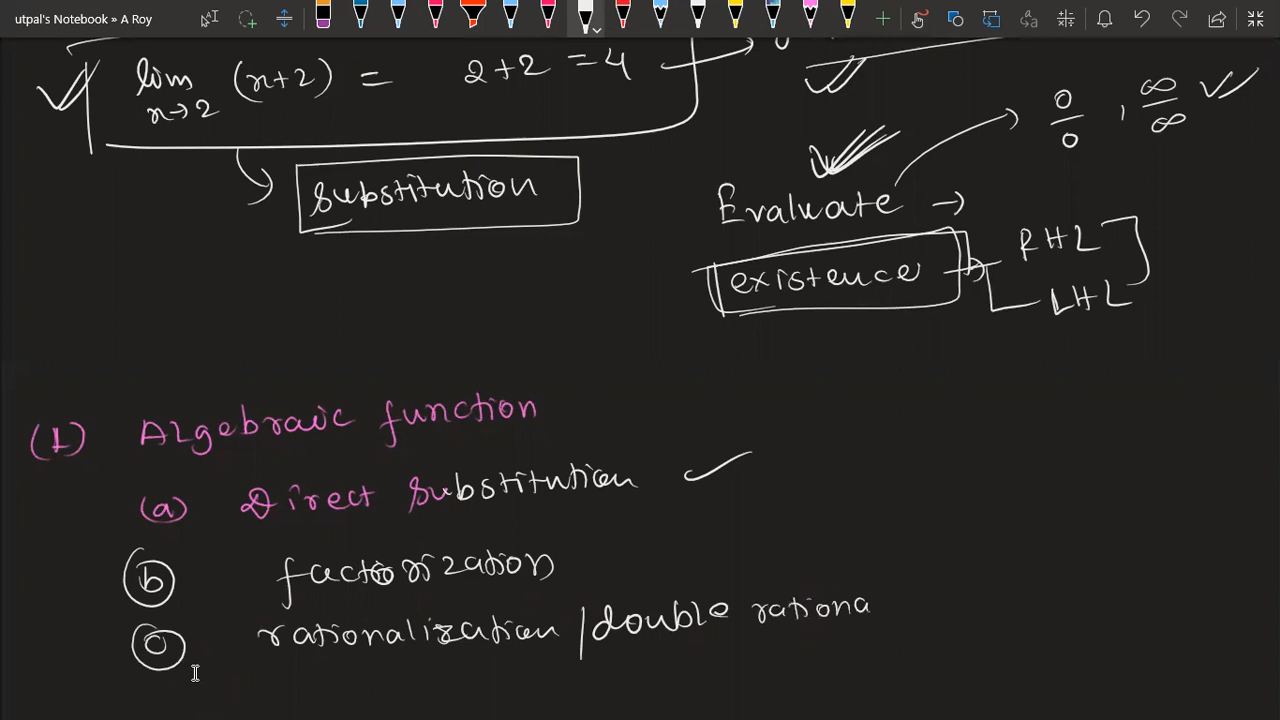 utpal's Notebook » A Roy
lim (x+2) = 2+2 = 4
x→2
0/0 , ∞/∞
substitution
Evaluate →
existence → RHL
LHL
(1) Algebraic function
(a) Direct substitution
(b) factorization
(c) rationalization / double rationa